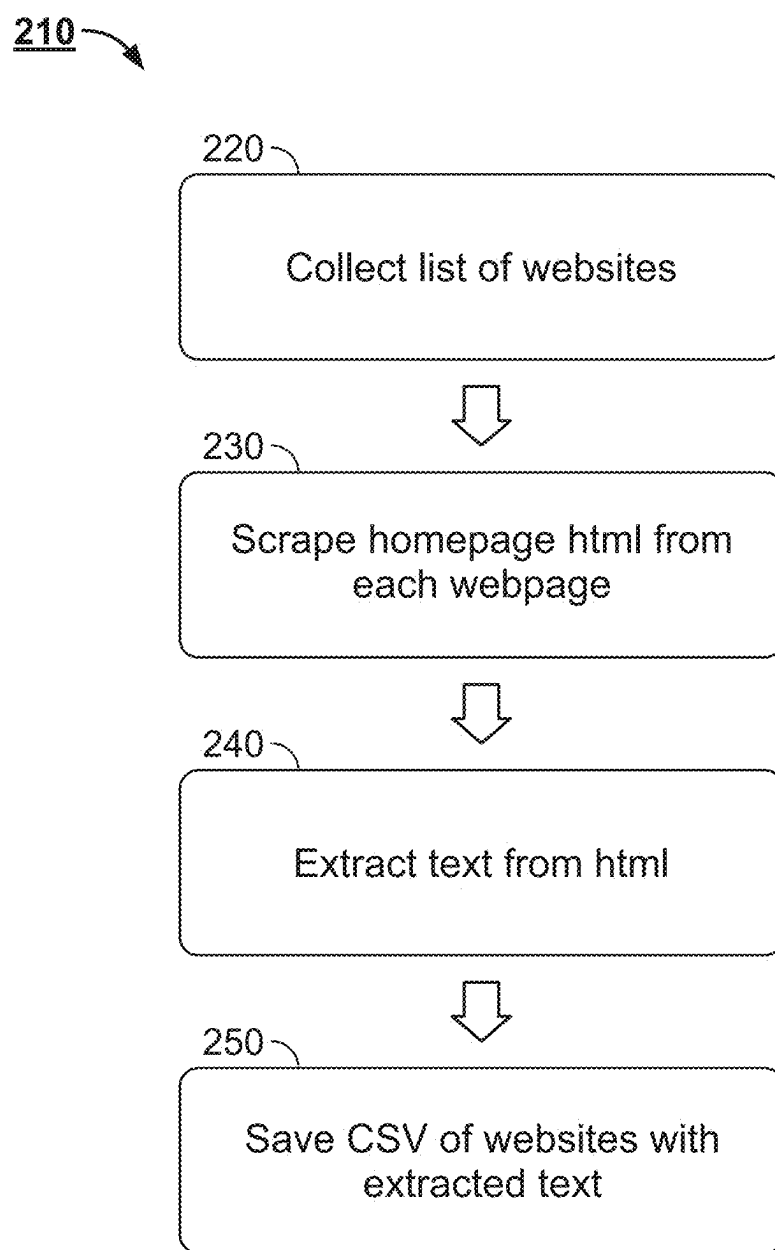 210
220
Collect list of websites
230
Scrape homepage html from
each webpage
240
Extract text from html
250
Save CSV of websites with
extracted text